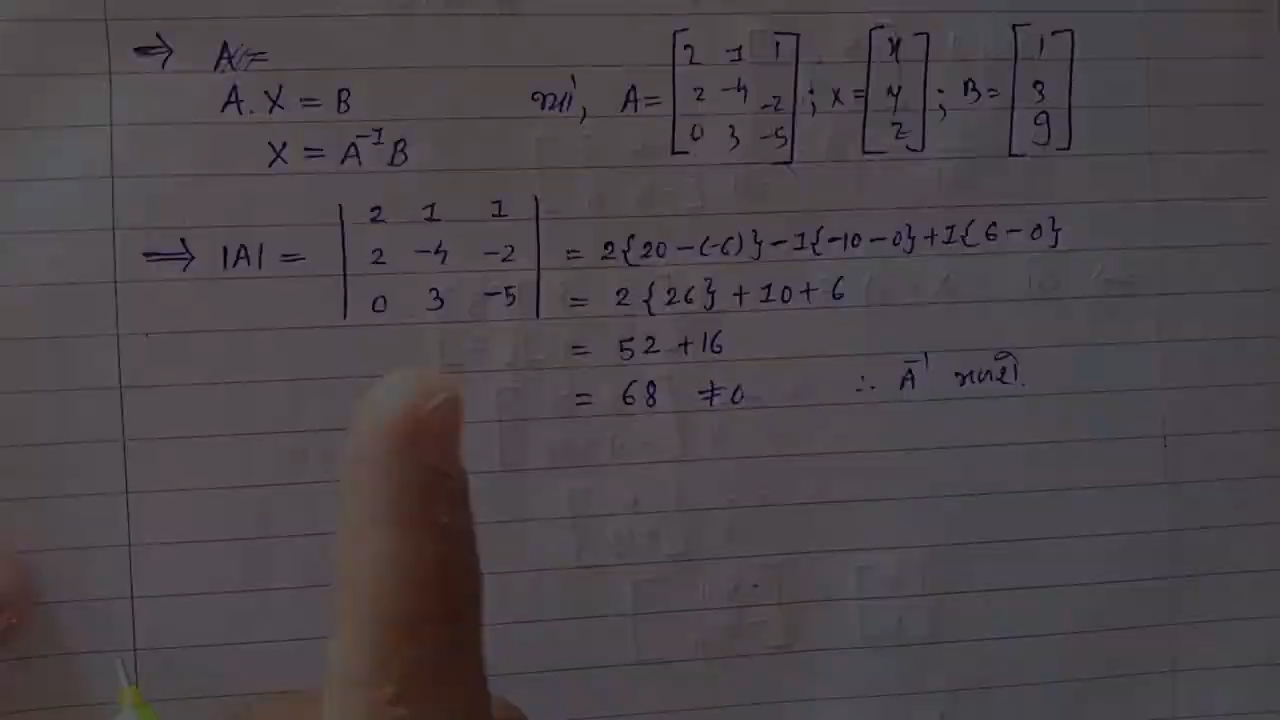 ⇒ A =
A. X = B જ્યાં, A = [2 1 1; 2 -4 -2; 0 3 -5] ; X = [x; y; z] ; B = [1; 3; 9]
X = A⁻¹B
⇒ |A| = |2 1 1; 2 -4 -2; 0 3 -5| = 2{20-(-6)} - 1{-10-0} + 1{6-0}
= 2{26} + 10 + 6
= 52 + 16
= 68 ≠ 0 ∴ A⁻¹